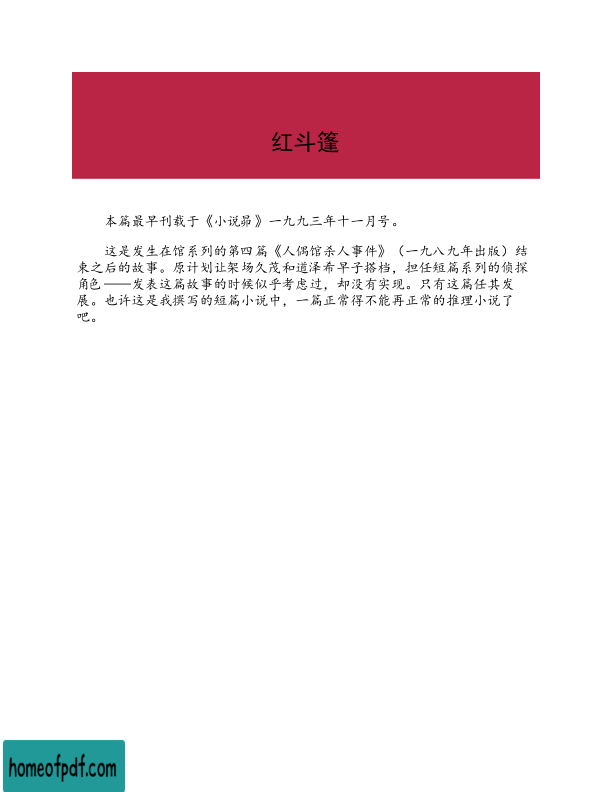 红斗篷
本篇最早刊载于《小说昴》一九九三年十一月号。
这是发生在馆系列的第四篇《人偶馆杀人事件》（一九八九年出版）结
束之后的故事。原计划让架场久茂和道泽希早子搭档，担任短篇系列的侦探
角色——发表这篇故事的时候似乎考虑过，却没有实现。只有这篇任其发
展。也许这是我撰写的短篇小说中，一篇正常得不能再正常的推理小说了
吧。
homeofpdf.com